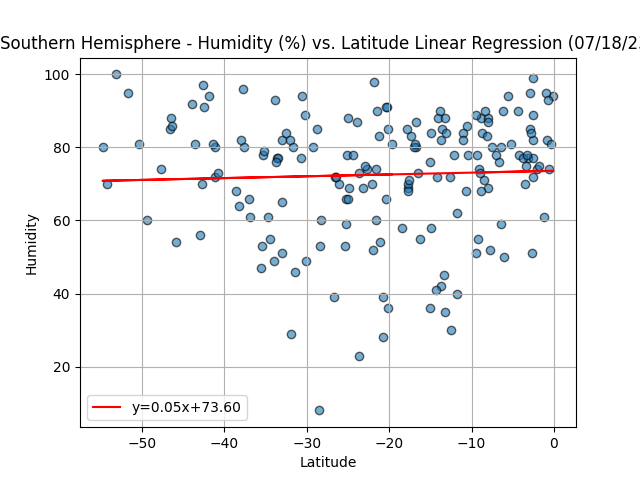 Southern Hemisphere - Humidity (%) vs. Latitude Linear Regression (07/18/2
100
80
60
40
20
Humidity
y=0.05x+73.60
−50
−40
−30
−20
−10
0
Latitude